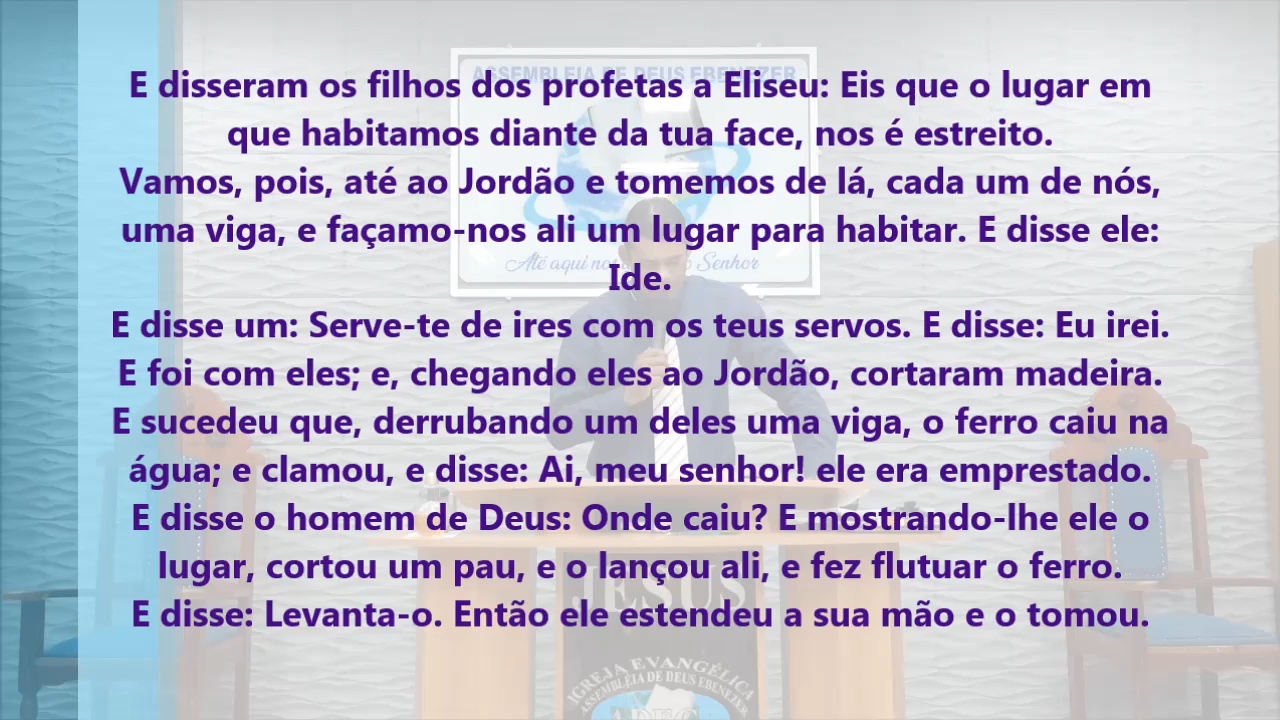 E disseram os filhos dos profetas a Eliseu: Eis que o lugar em
que habitamos diante da tua face, nos é estreito.
Vamos, pois, até ao Jordão e tomemos de lá, cada um de nós,
uma viga, e façamo-nos ali um lugar para habitar. E disse ele:
Ide.
E disse um: Serve-te de ires com os teus servos. E disse: Eu irei.
E foi com eles; e, chegando eles ao Jordão, cortaram madeira.
E sucedeu que, derrubando um deles uma viga, o ferro caiu na
água; e clamou, e disse: Ai, meu senhor! ele era emprestado.
E disse o homem de Deus: Onde caiu? E mostrando-lhe ele o
lugar, cortou um pau, e o lançou ali, e fez flutuar o ferro.
E disse: Levanta-o. Então ele estendeu a sua mão e o tomou.
ASSEMBLEIA DE DEUS EBENEZER
Até aqui Senhor
JESUS
IGREJA EVANGÉLICA
ASSEMBLÉIA DE DEUS EBENEZER